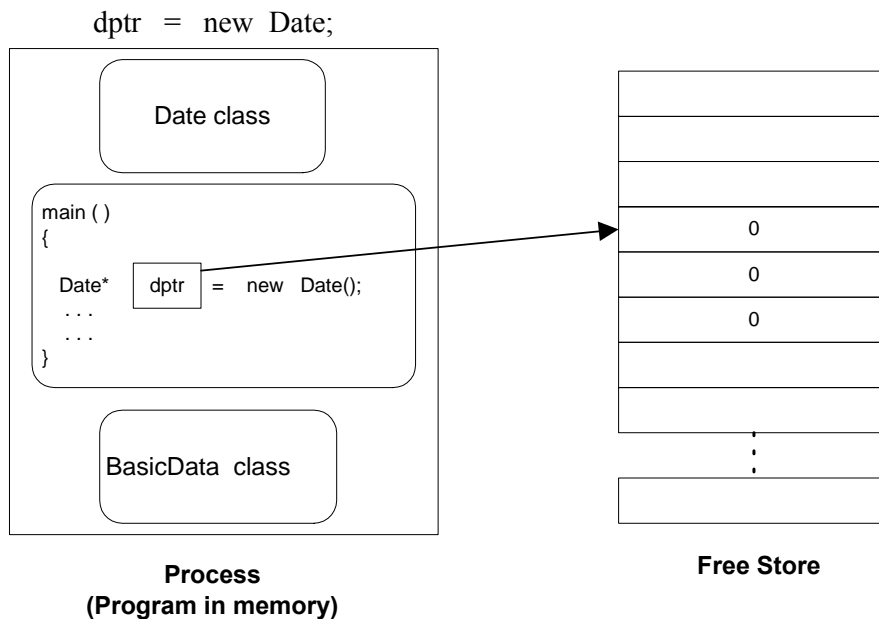 dptr = new Date;
Date class
main ( )
{
Date* dptr = new Date();
. . .
. . .
}
BasicData class
Process
(Program in memory)
0
0
0
Free Store